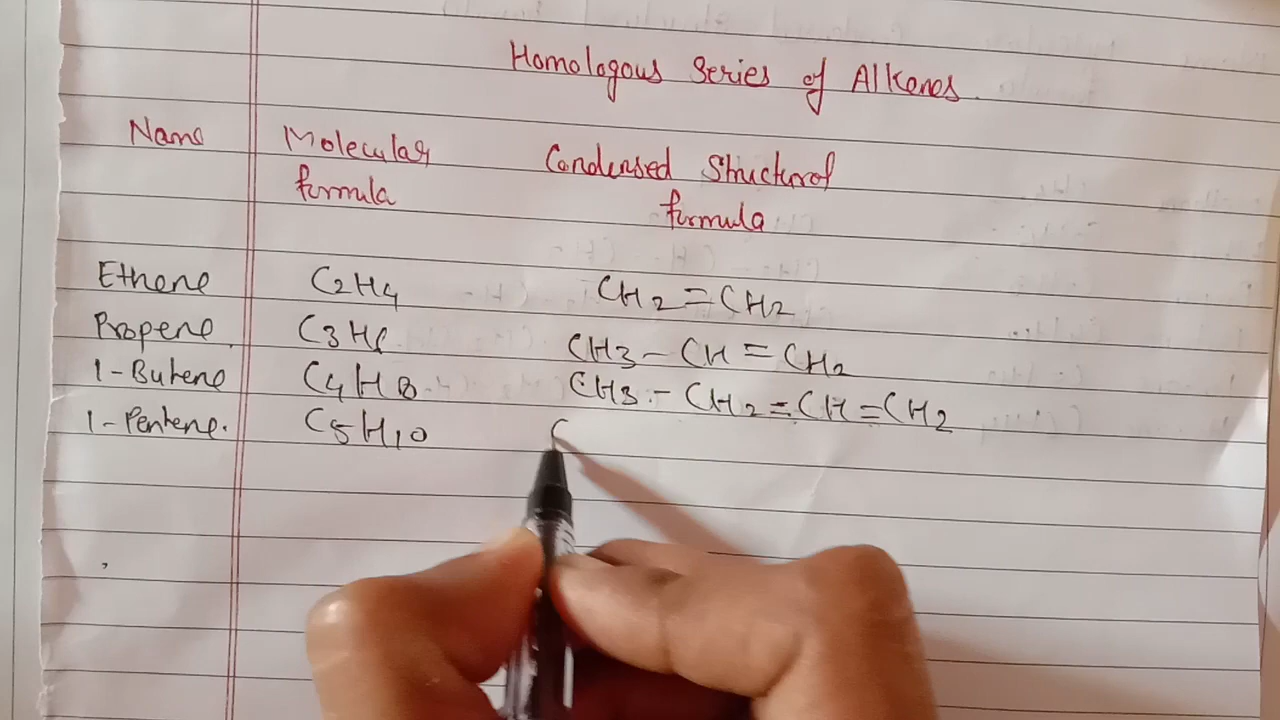 Homologous Series of Alkenes
Name Molecular Condensed Structural
formula formula
Ethene C2H4 CH2=CH2
Propene C3H6 CH3-CH=CH2
1-Butene C4H8 CH3-CH2=CH=CH2
1-Pentene. C5H10 C